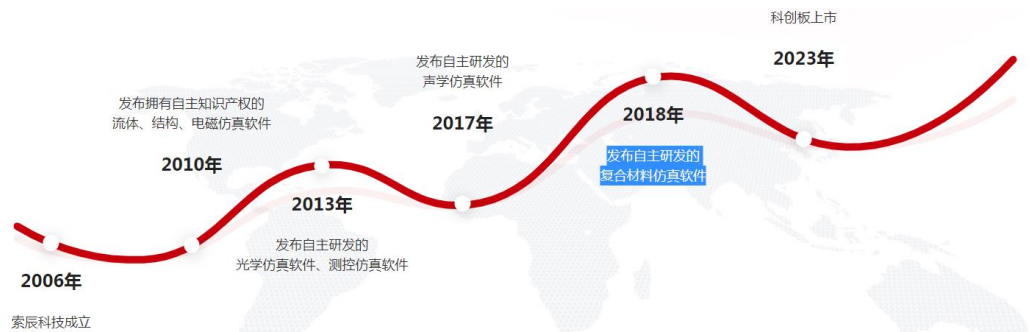 科创板上市
2023年
发布自主研发的
声学仿真软件
2017年
发布拥有自主知识产权的
流体、结构、电磁仿真软件
2010年
2018年
发布自主研发的
复合材料仿真软件
2013年
发布自主研发的
光学仿真软件、测控仿真软件
2006年
索辰科技成立